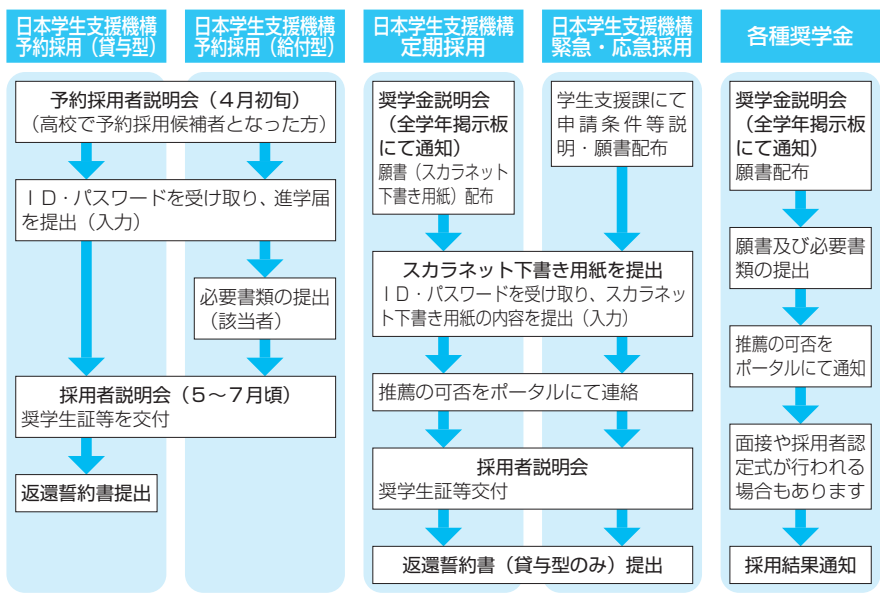 日本学生支援機構
予約採用（貸与型）
日本学生支援機構
予約採用（給付型）
日本学生支援機構
定期採用
日本学生支援機構
緊急・応急採用
各種奨学金
予約採用者説明会（４月初旬）
（高校で予約採用候補者となった方）
ＩＤ・パスワードを受け取り、進学届
を提出（入力）
必要書類の提出
（該当者）
採用者説明会（５〜７月頃）
奨学生証等を交付
返還誓約書提出
奨学金説明会
（全学年掲示板
にて通知）
願書（スカラネット
下書き用紙）配布
学生支援課にて
申請条件等説
明・願書配布
スカラネット下書き用紙を提出
ＩＤ・パスワードを受け取り、スカラネッ
ト下書き用紙の内容を提出（入力）
推薦の可否をポータルにて連絡
採用者説明会
奨学生証等交付
返還誓約書（貸与型のみ）提出
奨学金説明会
（全学年掲示板
にて通知）
願書配布
願書及び必要書
類の提出
推薦の可否を
ポータルにて通知
面接や採用者認
定式が行われる
場合もあります
採用結果通知